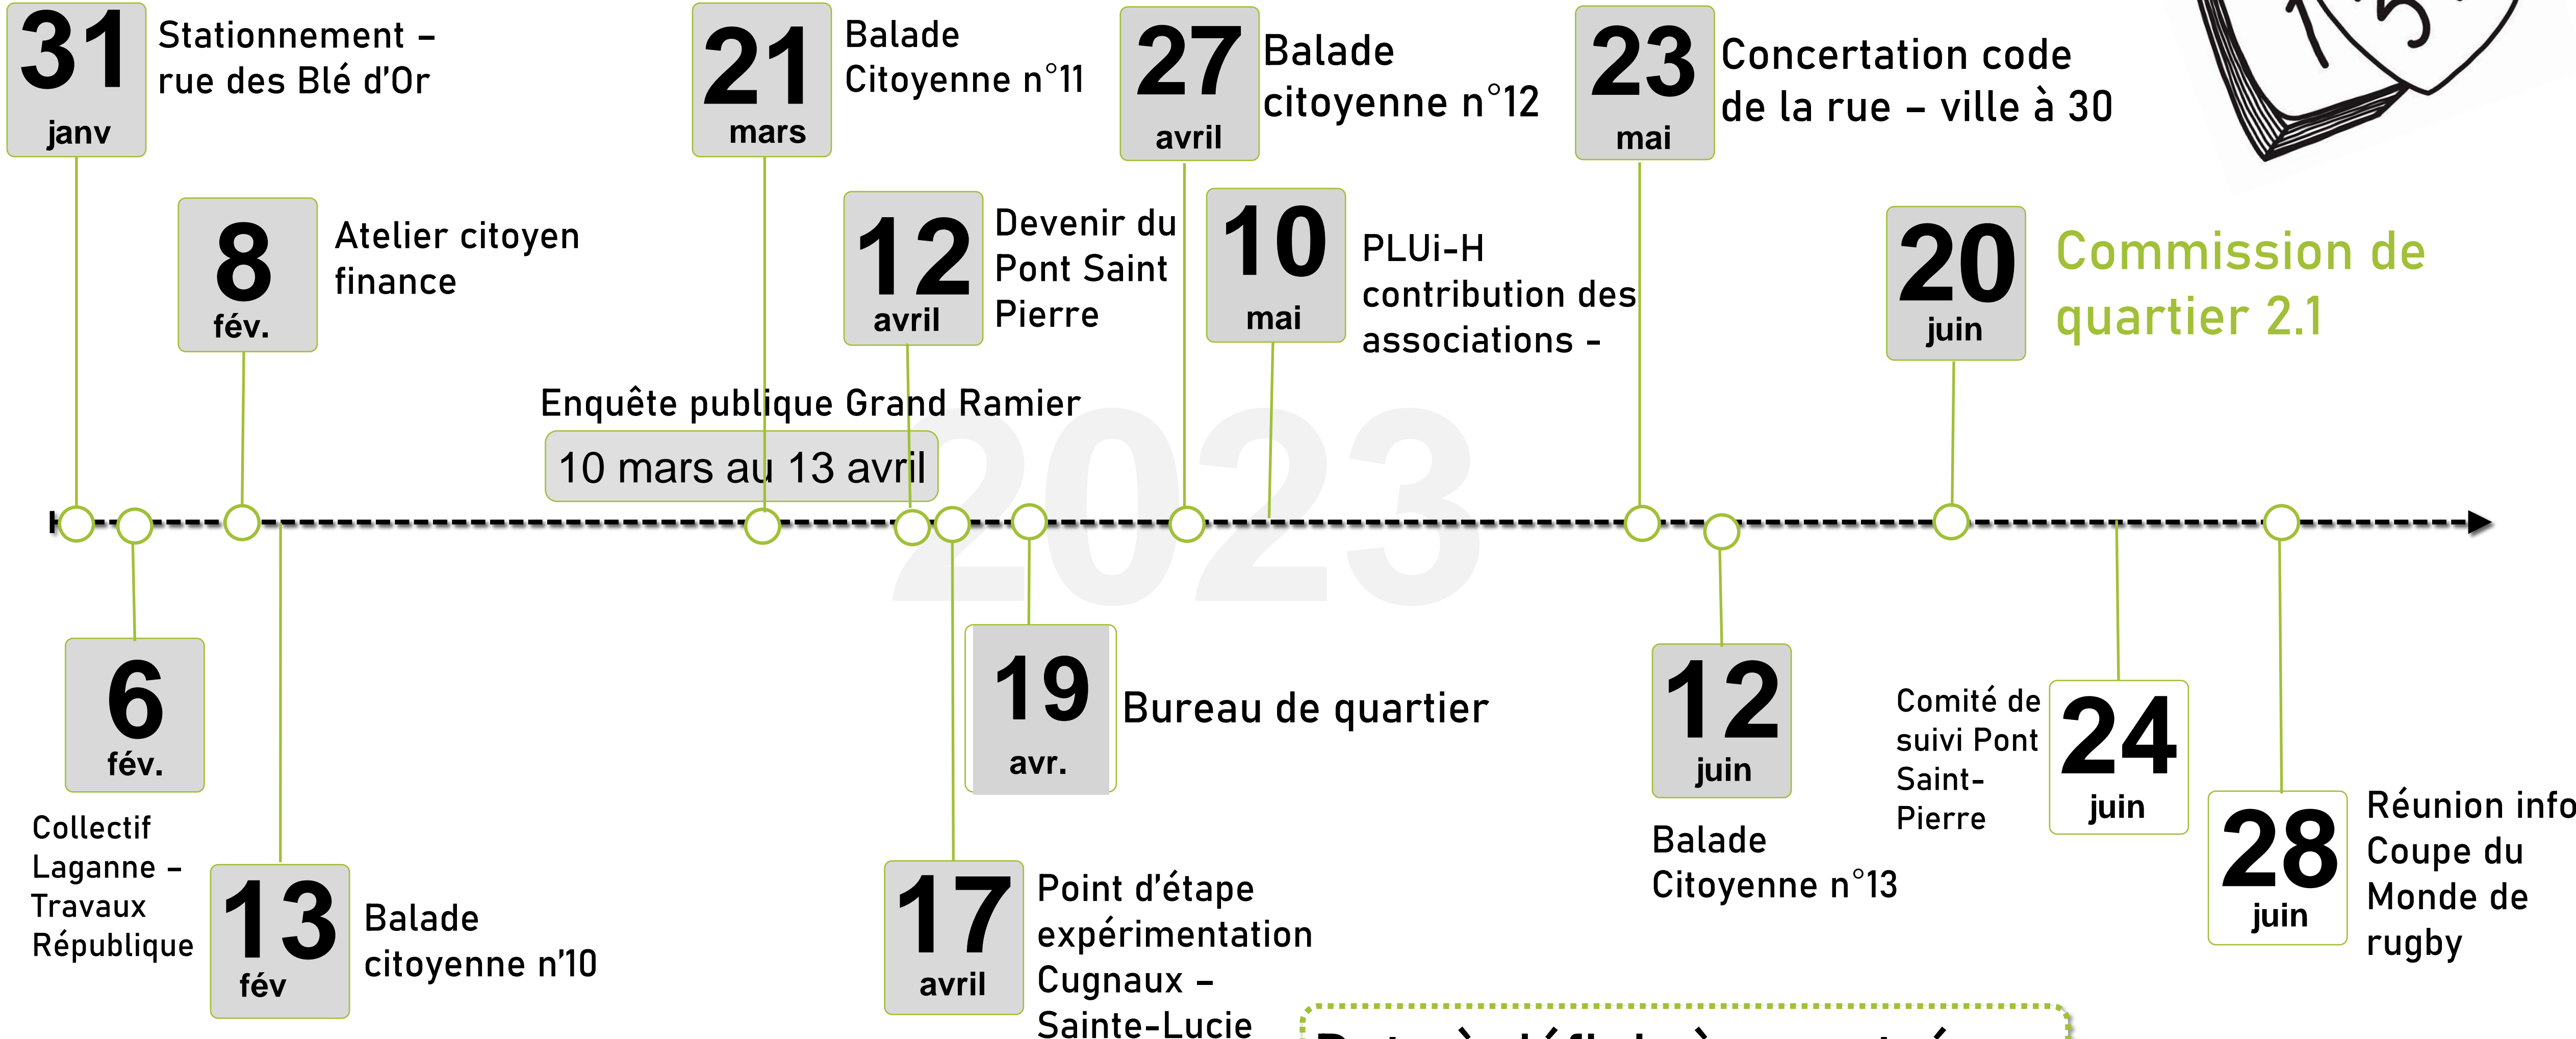 31
janv
Stationnement –
rue des Blé d'Or
21
mars
Balade
Citoyenne n°11
27
avril
Balade
citoyenne n°12
23
mai
Concertation code
de la rue – ville à 30
1
5
8
fév.
Atelier citoyen
finance
12
avril
Devenir du
Pont Saint
Pierre
10
mai
PLUi-H
contribution des
associations -
20
juin
Commission de
quartier 2.1
Enquête publique Grand Ramier
10 mars au 13 avril
2023
6
fév.
Collectif
Laganne –
Travaux
République
13
fév
Balade
citoyenne n'10
19
avr.
Bureau de quartier
17
avril
Point d'étape
expérimentation
Cugnaux –
Sainte-Lucie
12
juin
Balade
Citoyenne n°13
Comité de
suivi Pont
Saint-
Pierre
24
juin
28
juin
Réunion info
Coupe du
Monde de
rugby